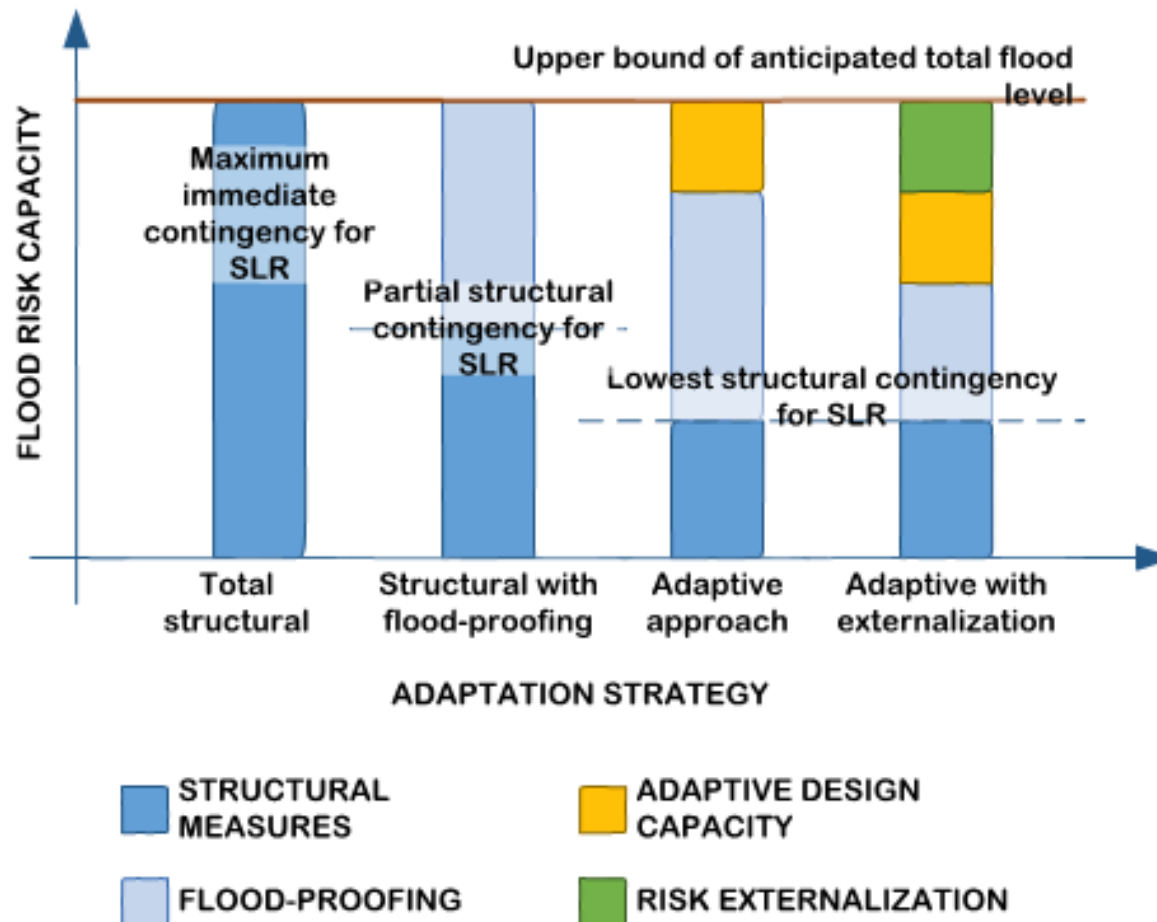 Upper bound of anticipated total flood
level
FLOOD RISK CAPACITY
Maximum
immediate
contingency for
SLR
Partial structural
contingency for
SLR
Lowest structural contingency
for SLR
Total
structural
Structural with
flood-proofing
Adaptive
approach
Adaptive with
externalization
ADAPTATION STRATEGY
STRUCTURAL
MEASURES
ADAPTIVE DESIGN
CAPACITY
FLOOD-PROOFING
RISK EXTERNALIZATION